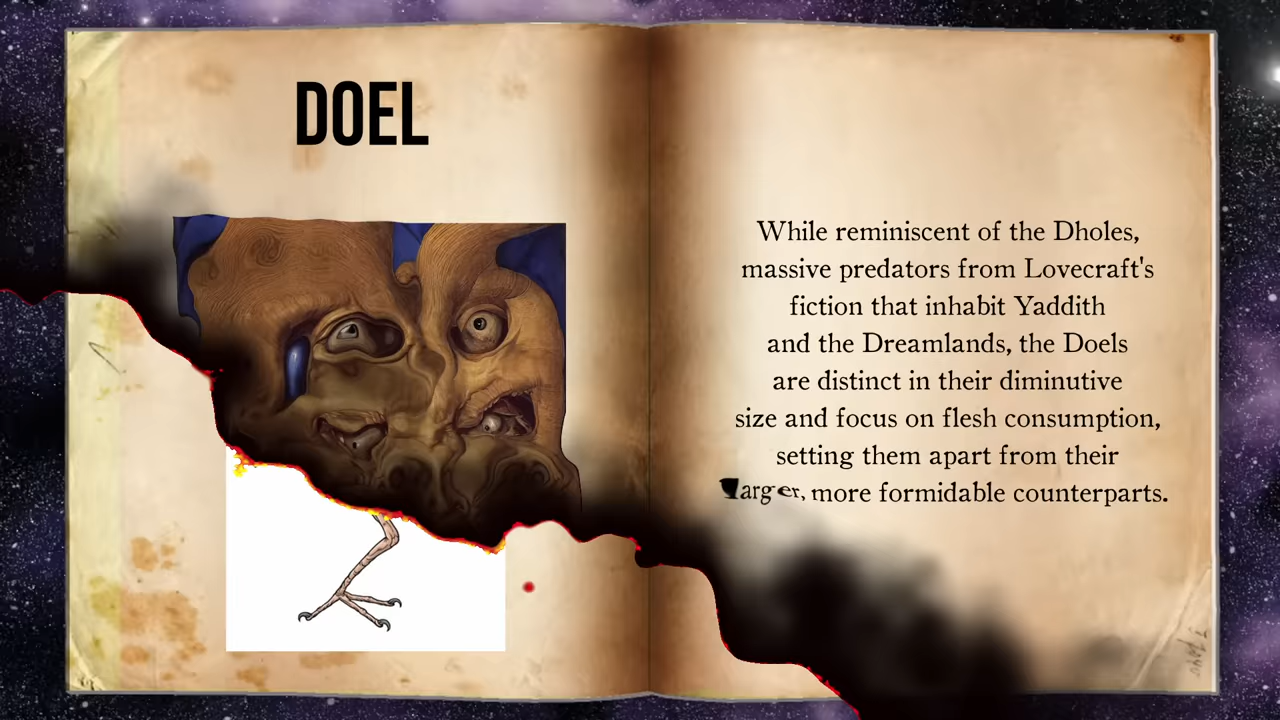 DOEL
While reminiscent of the Dholes,
massive predators from Lovecraft's
fiction that inhabit Yaddith
and the Dreamlands, the Doels
are distinct in their diminutive
size and focus on flesh consumption,
setting them apart from their
larger, more formidable counterparts.